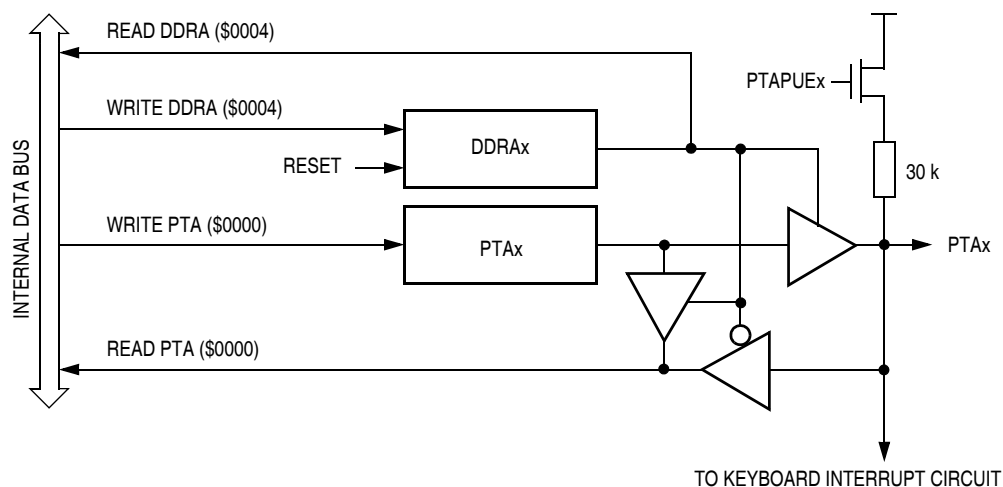 READ DDRA ($0004)
PTAPUEx
WRITE DDRA ($0004)
DDRAx
RESET
30 k
INTERNAL DATA BUS
WRITE PTA ($0000)
PTAx
PTAx
READ PTA ($0000)
TO KEYBOARD INTERRUPT CIRCUIT